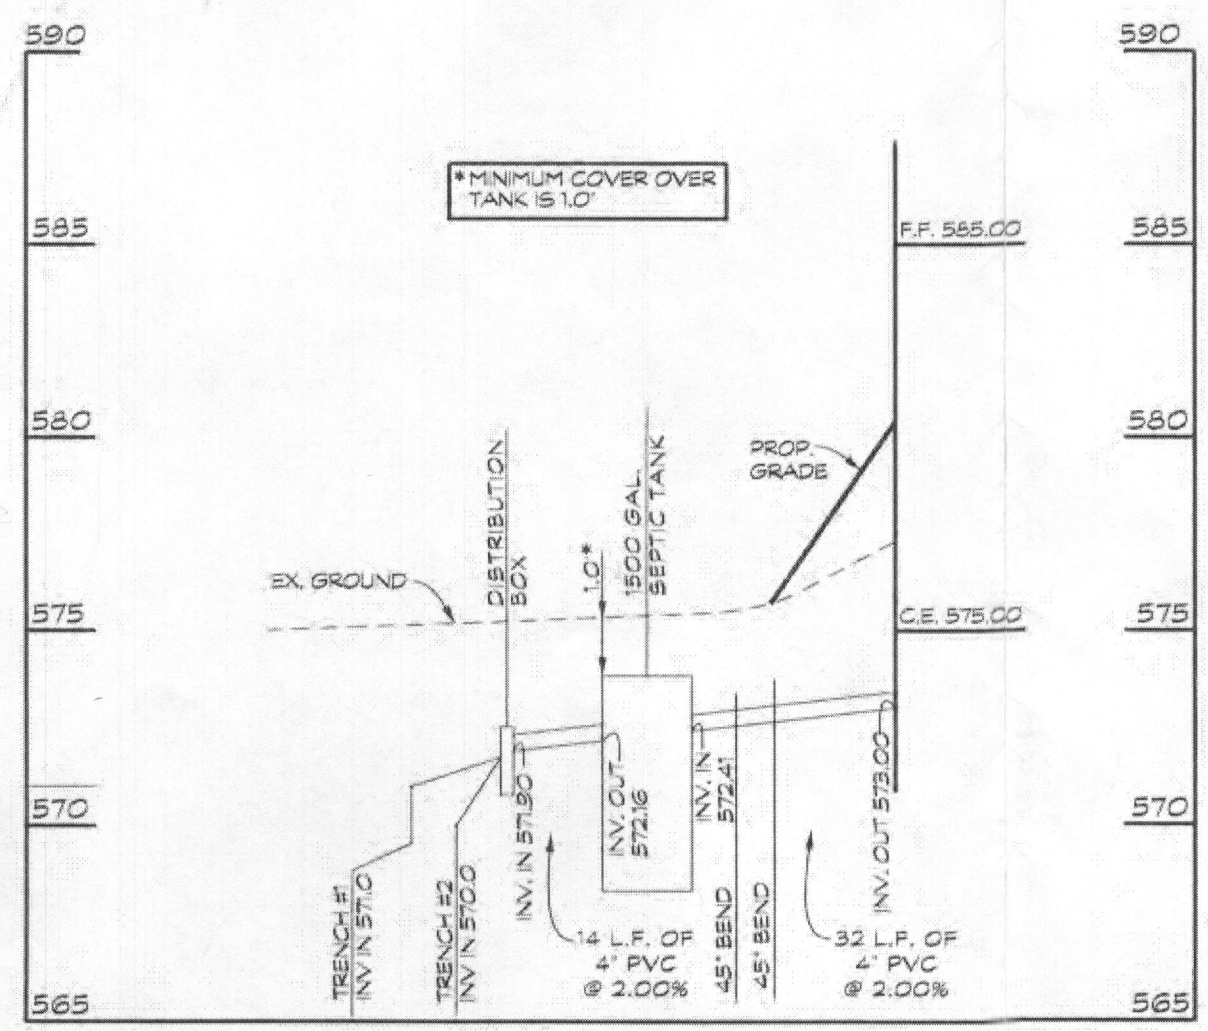 590
590
* MINIMUM COVER OVER
TANK IS 1.0'
585
F.F. 585.00
585
580
580
DISTRIBUTION
BOX
1500 GAL.
SEPTIC TANK
PROP.
GRADE
1.0'*
EX. GROUND
575
C.E. 575.00
575
570
570
TRENCH #1
INV IN 571.0
TRENCH #2
INV IN 570.0
INV. IN 571.90
INV. OUT
572.16
INV. IN
572.41
INV. OUT 573.00
14 L.F. OF
4" PVC
@ 2.00%
45° BEND
45° BEND
32 L.F. OF
4" PVC
@ 2.00%
565
565